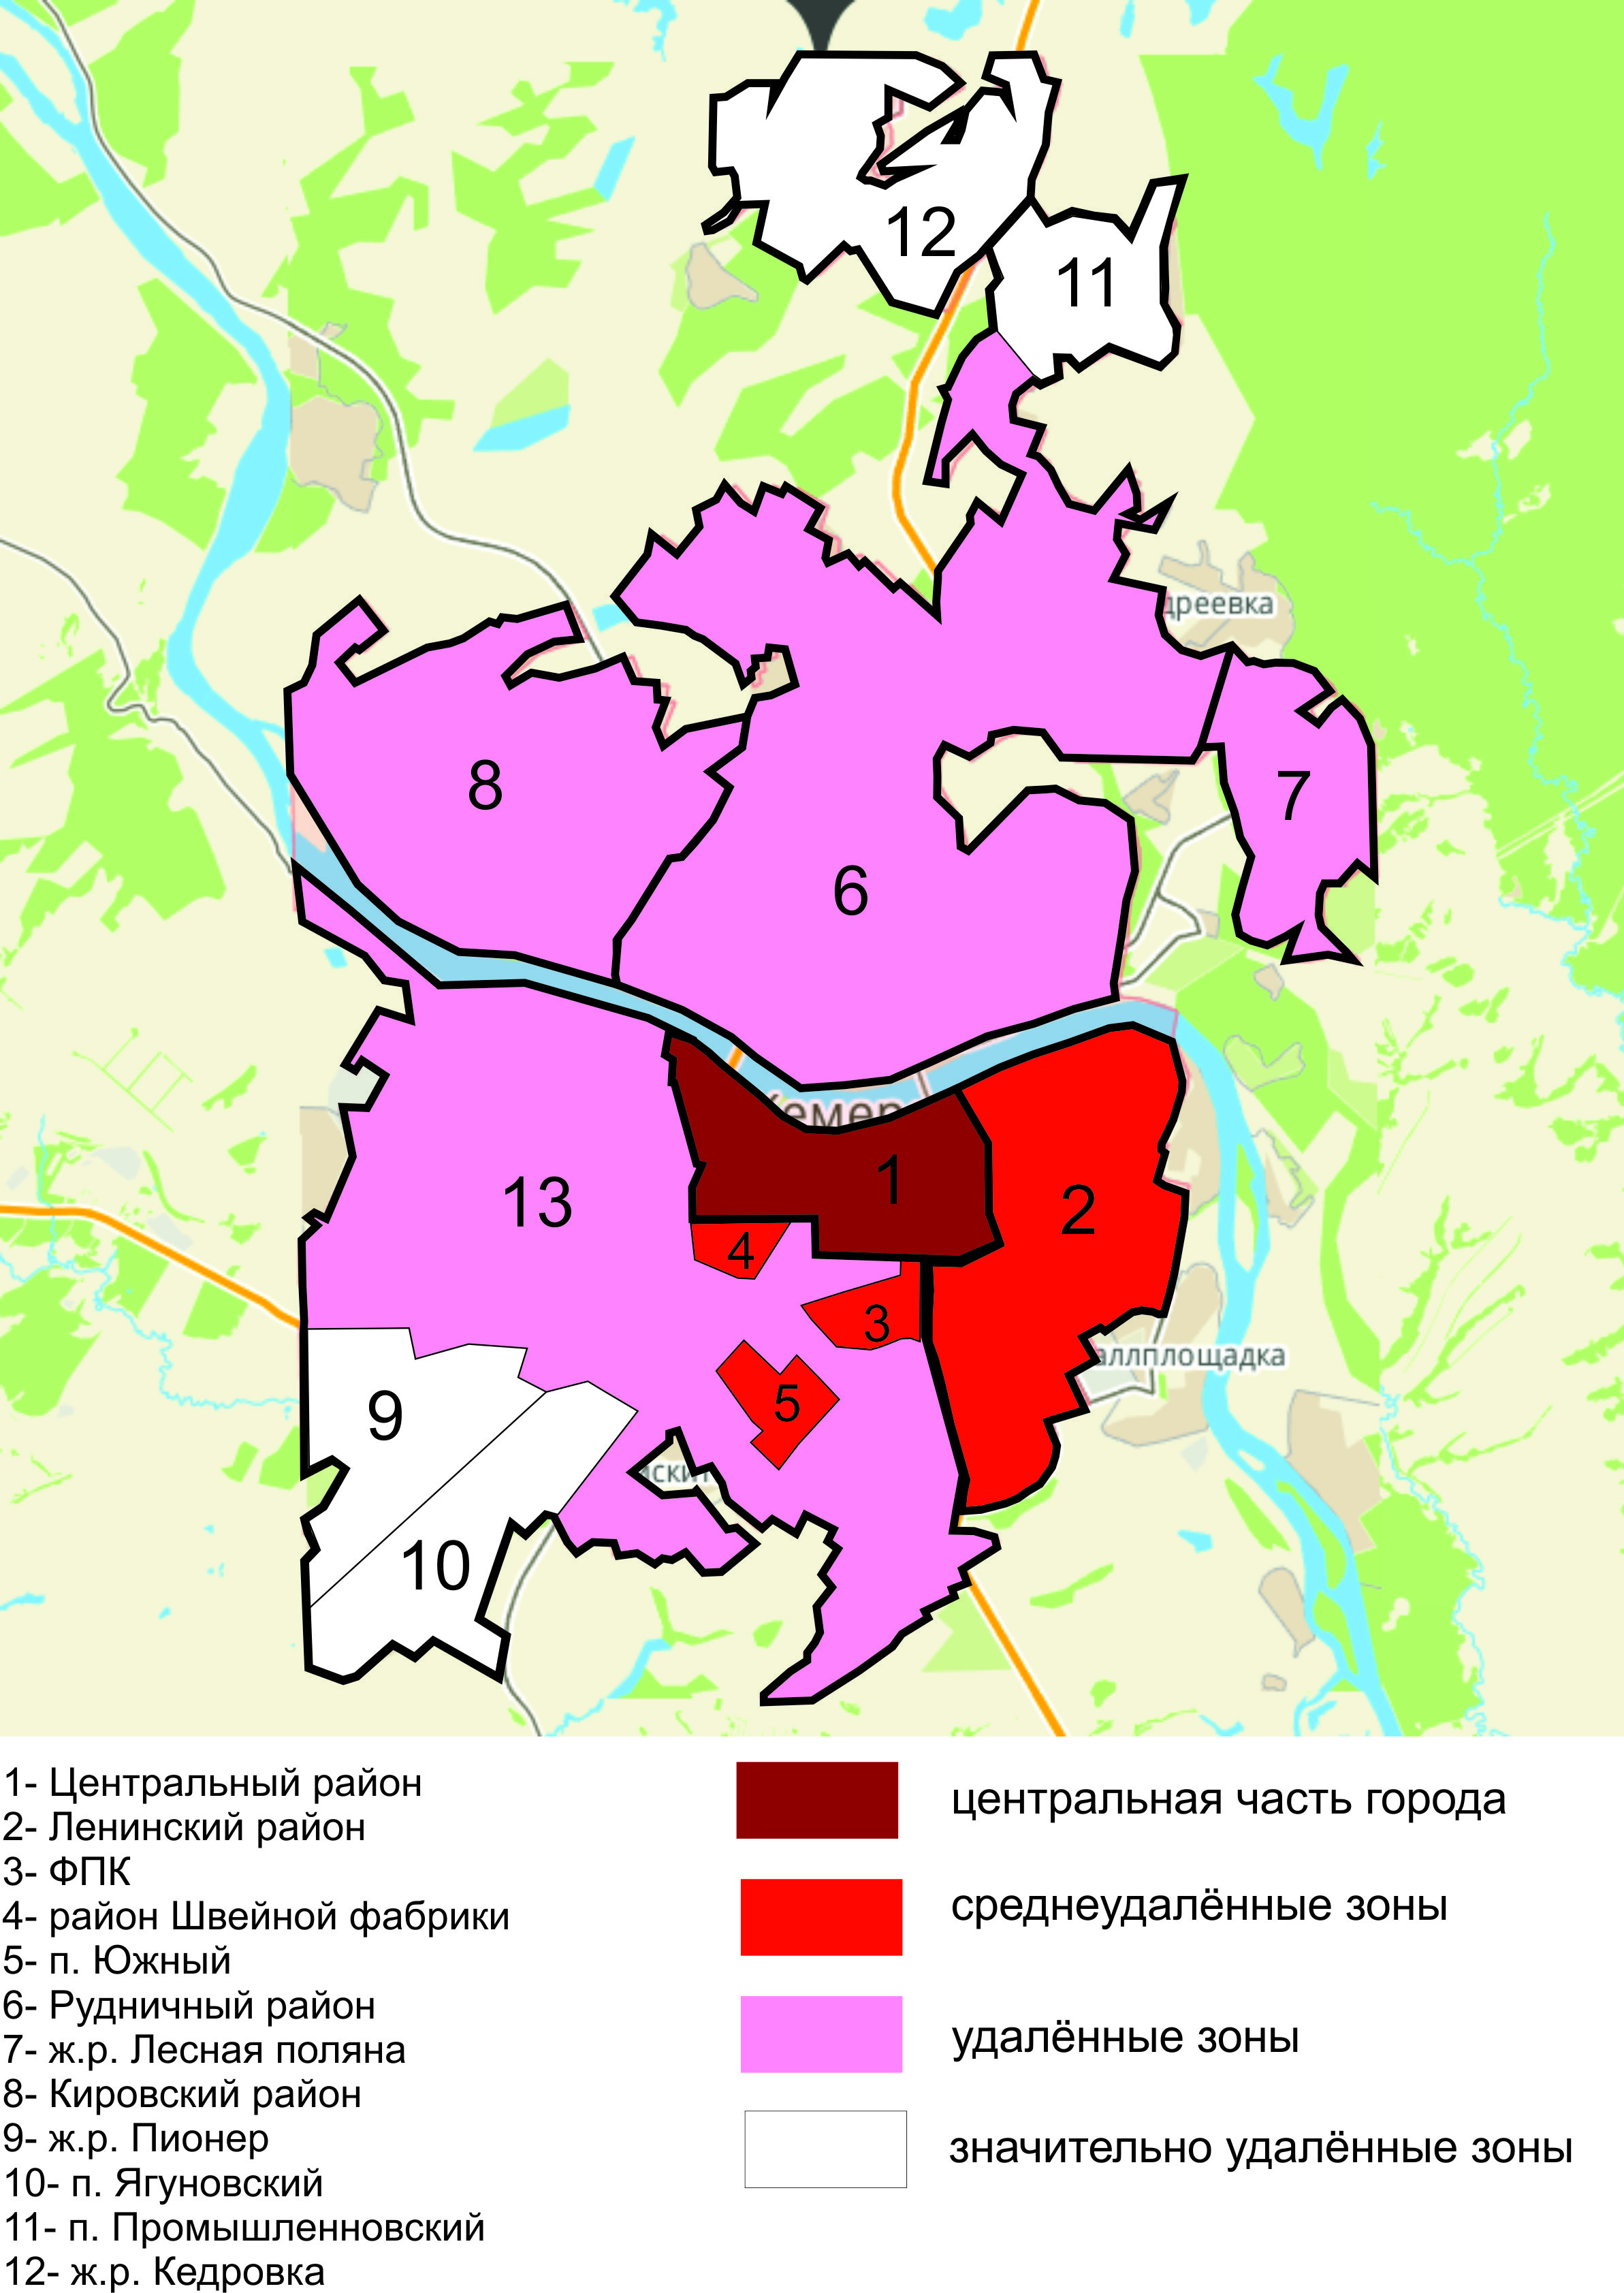 12
11
дреевка
8
7
6
1
13
2
4
3
аллплощадка
9
5
10
1- Центральный район
2- Ленинский район
3- ФПК
4- район Швейной фабрики
5- п. Южный
6- Рудничный район
7- ж.р. Лесная поляна
8- Кировский район
9- ж.р. Пионер
10- п. Ягуновский
11- п. Промышленновский
12- ж.р. Кедровка
центральная часть города
среднеудалённые зоны
удалённые зоны
значительно удалённые зоны